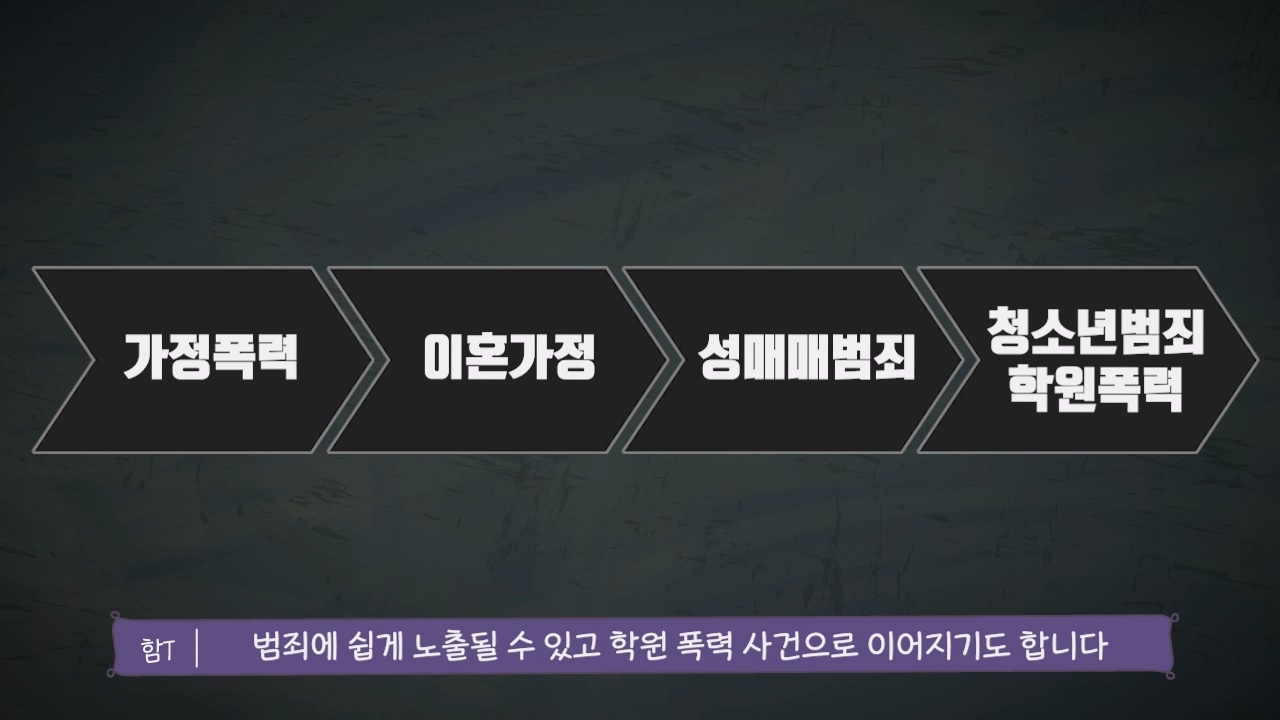 가정폭력
이혼가정
성매매범죄
청소년범죄
학원폭력
함T
범죄에 쉽게 노출될 수 있고 학원 폭력 사건으로 이어지기도 합니다